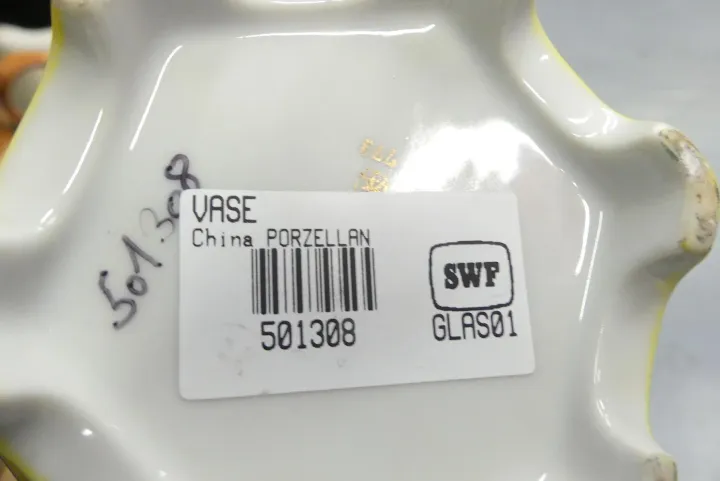 501308
VASE
China PORZELLAN
501308
SWF
GLAS01